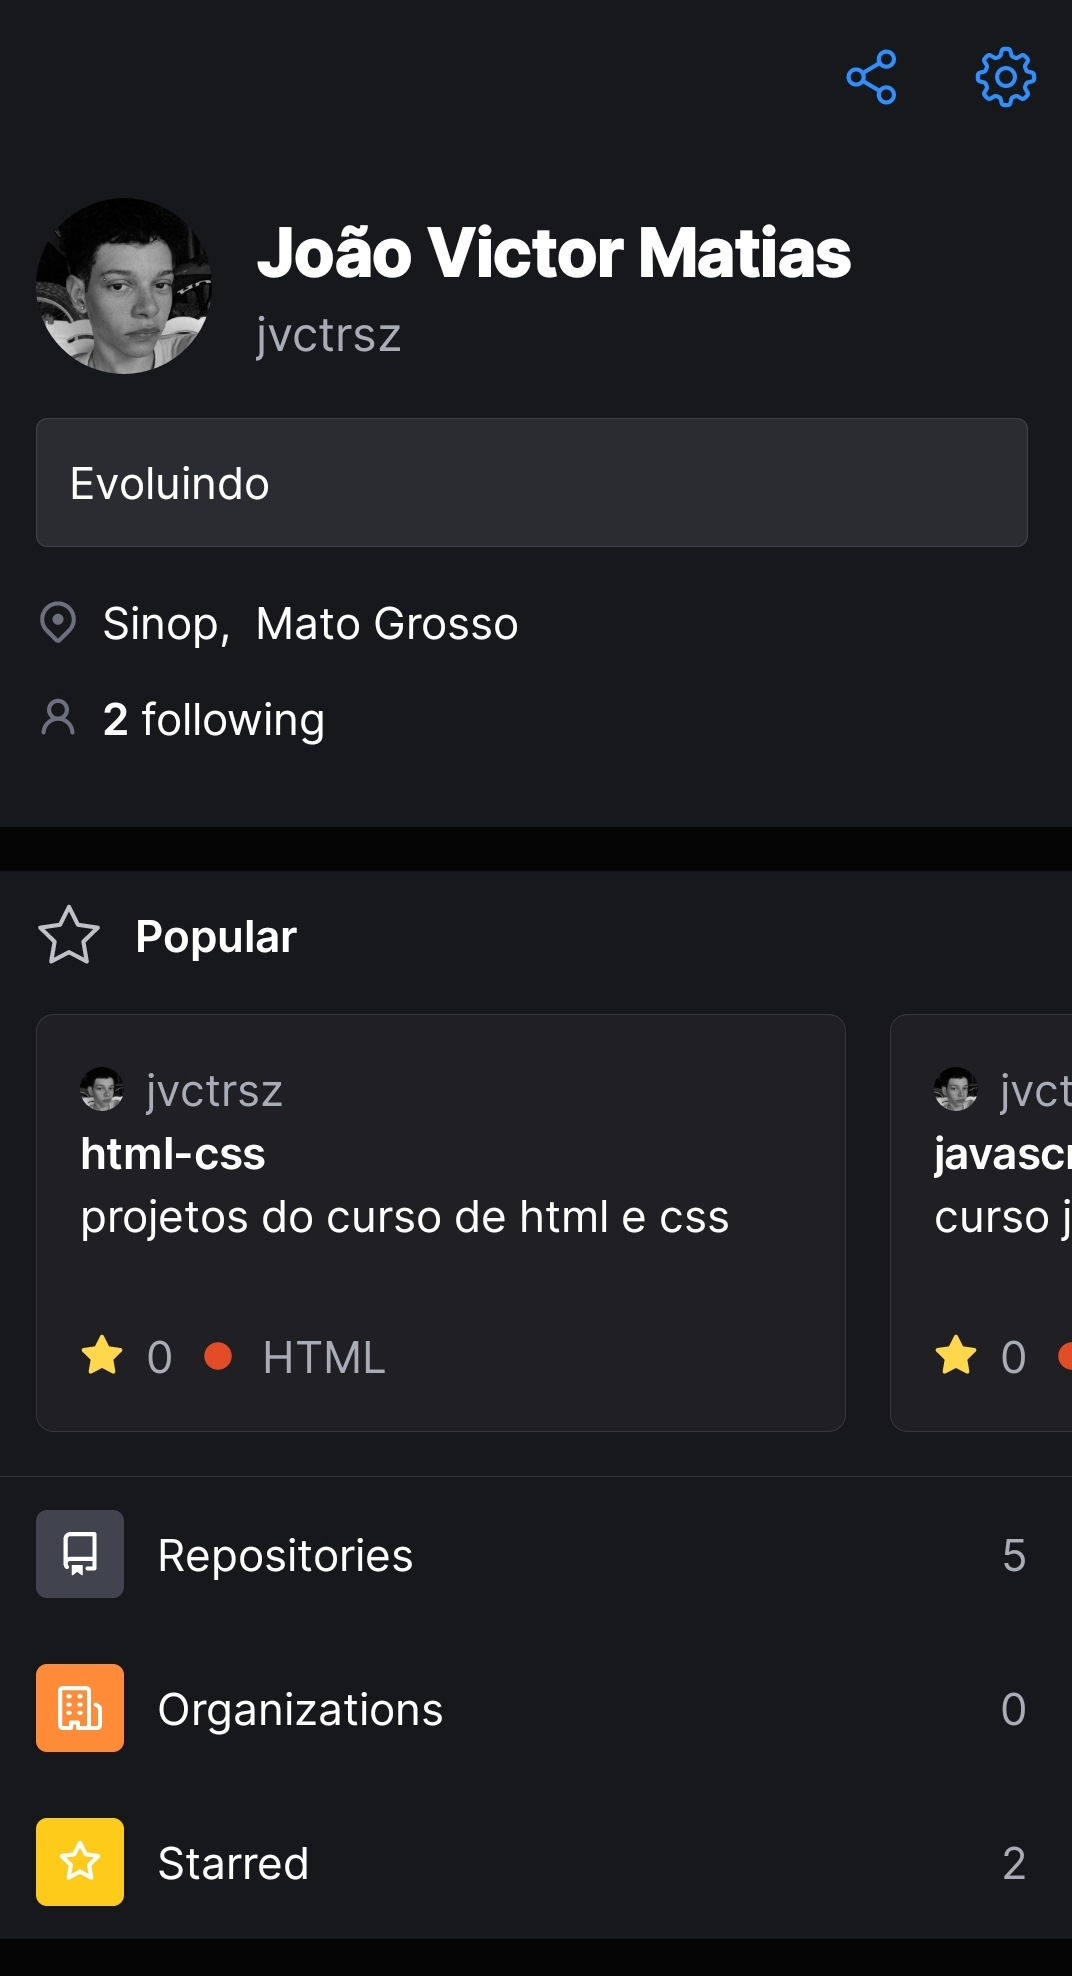 João Victor Matias
jvctrsz
Evoluindo
Sinop,  Mato Grosso
2 following
Popular
jvctrsz
html-css
projetos do curso de html e css
0 HTML
jvct
javascr
curso j
0
Repositories 5
Organizations 0
Starred 2